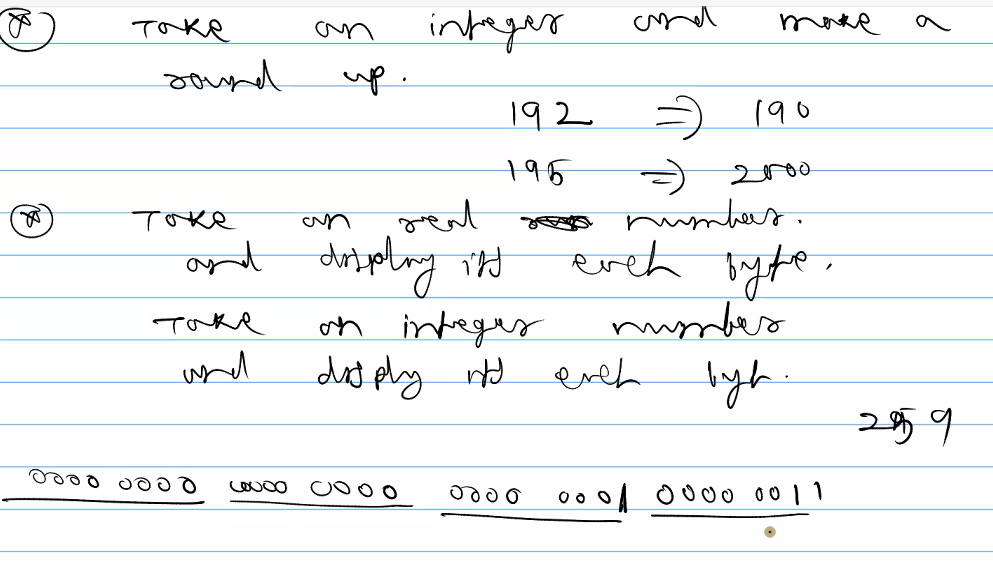 Take an integer and make a
round up.
192 => 190
195 => 2000
Take an real number.
and display its each byte.
Take an integer number
and display its each byte.
259
0000 0000 0000 0000 0000 0001 0000 0011